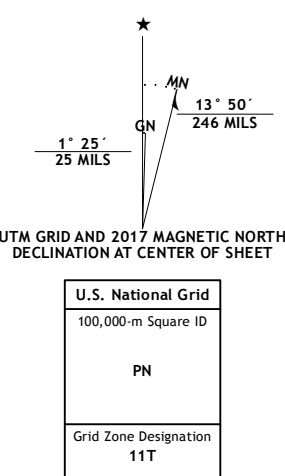 ★
MN
GN
13° 50´
246 MILS
1° 25´
25 MILS
UTM GRID AND 2017 MAGNETIC NORTH
DECLINATION AT CENTER OF SHEET
U.S. National Grid
100,000-m Square ID
PN
Grid Zone Designation
11T